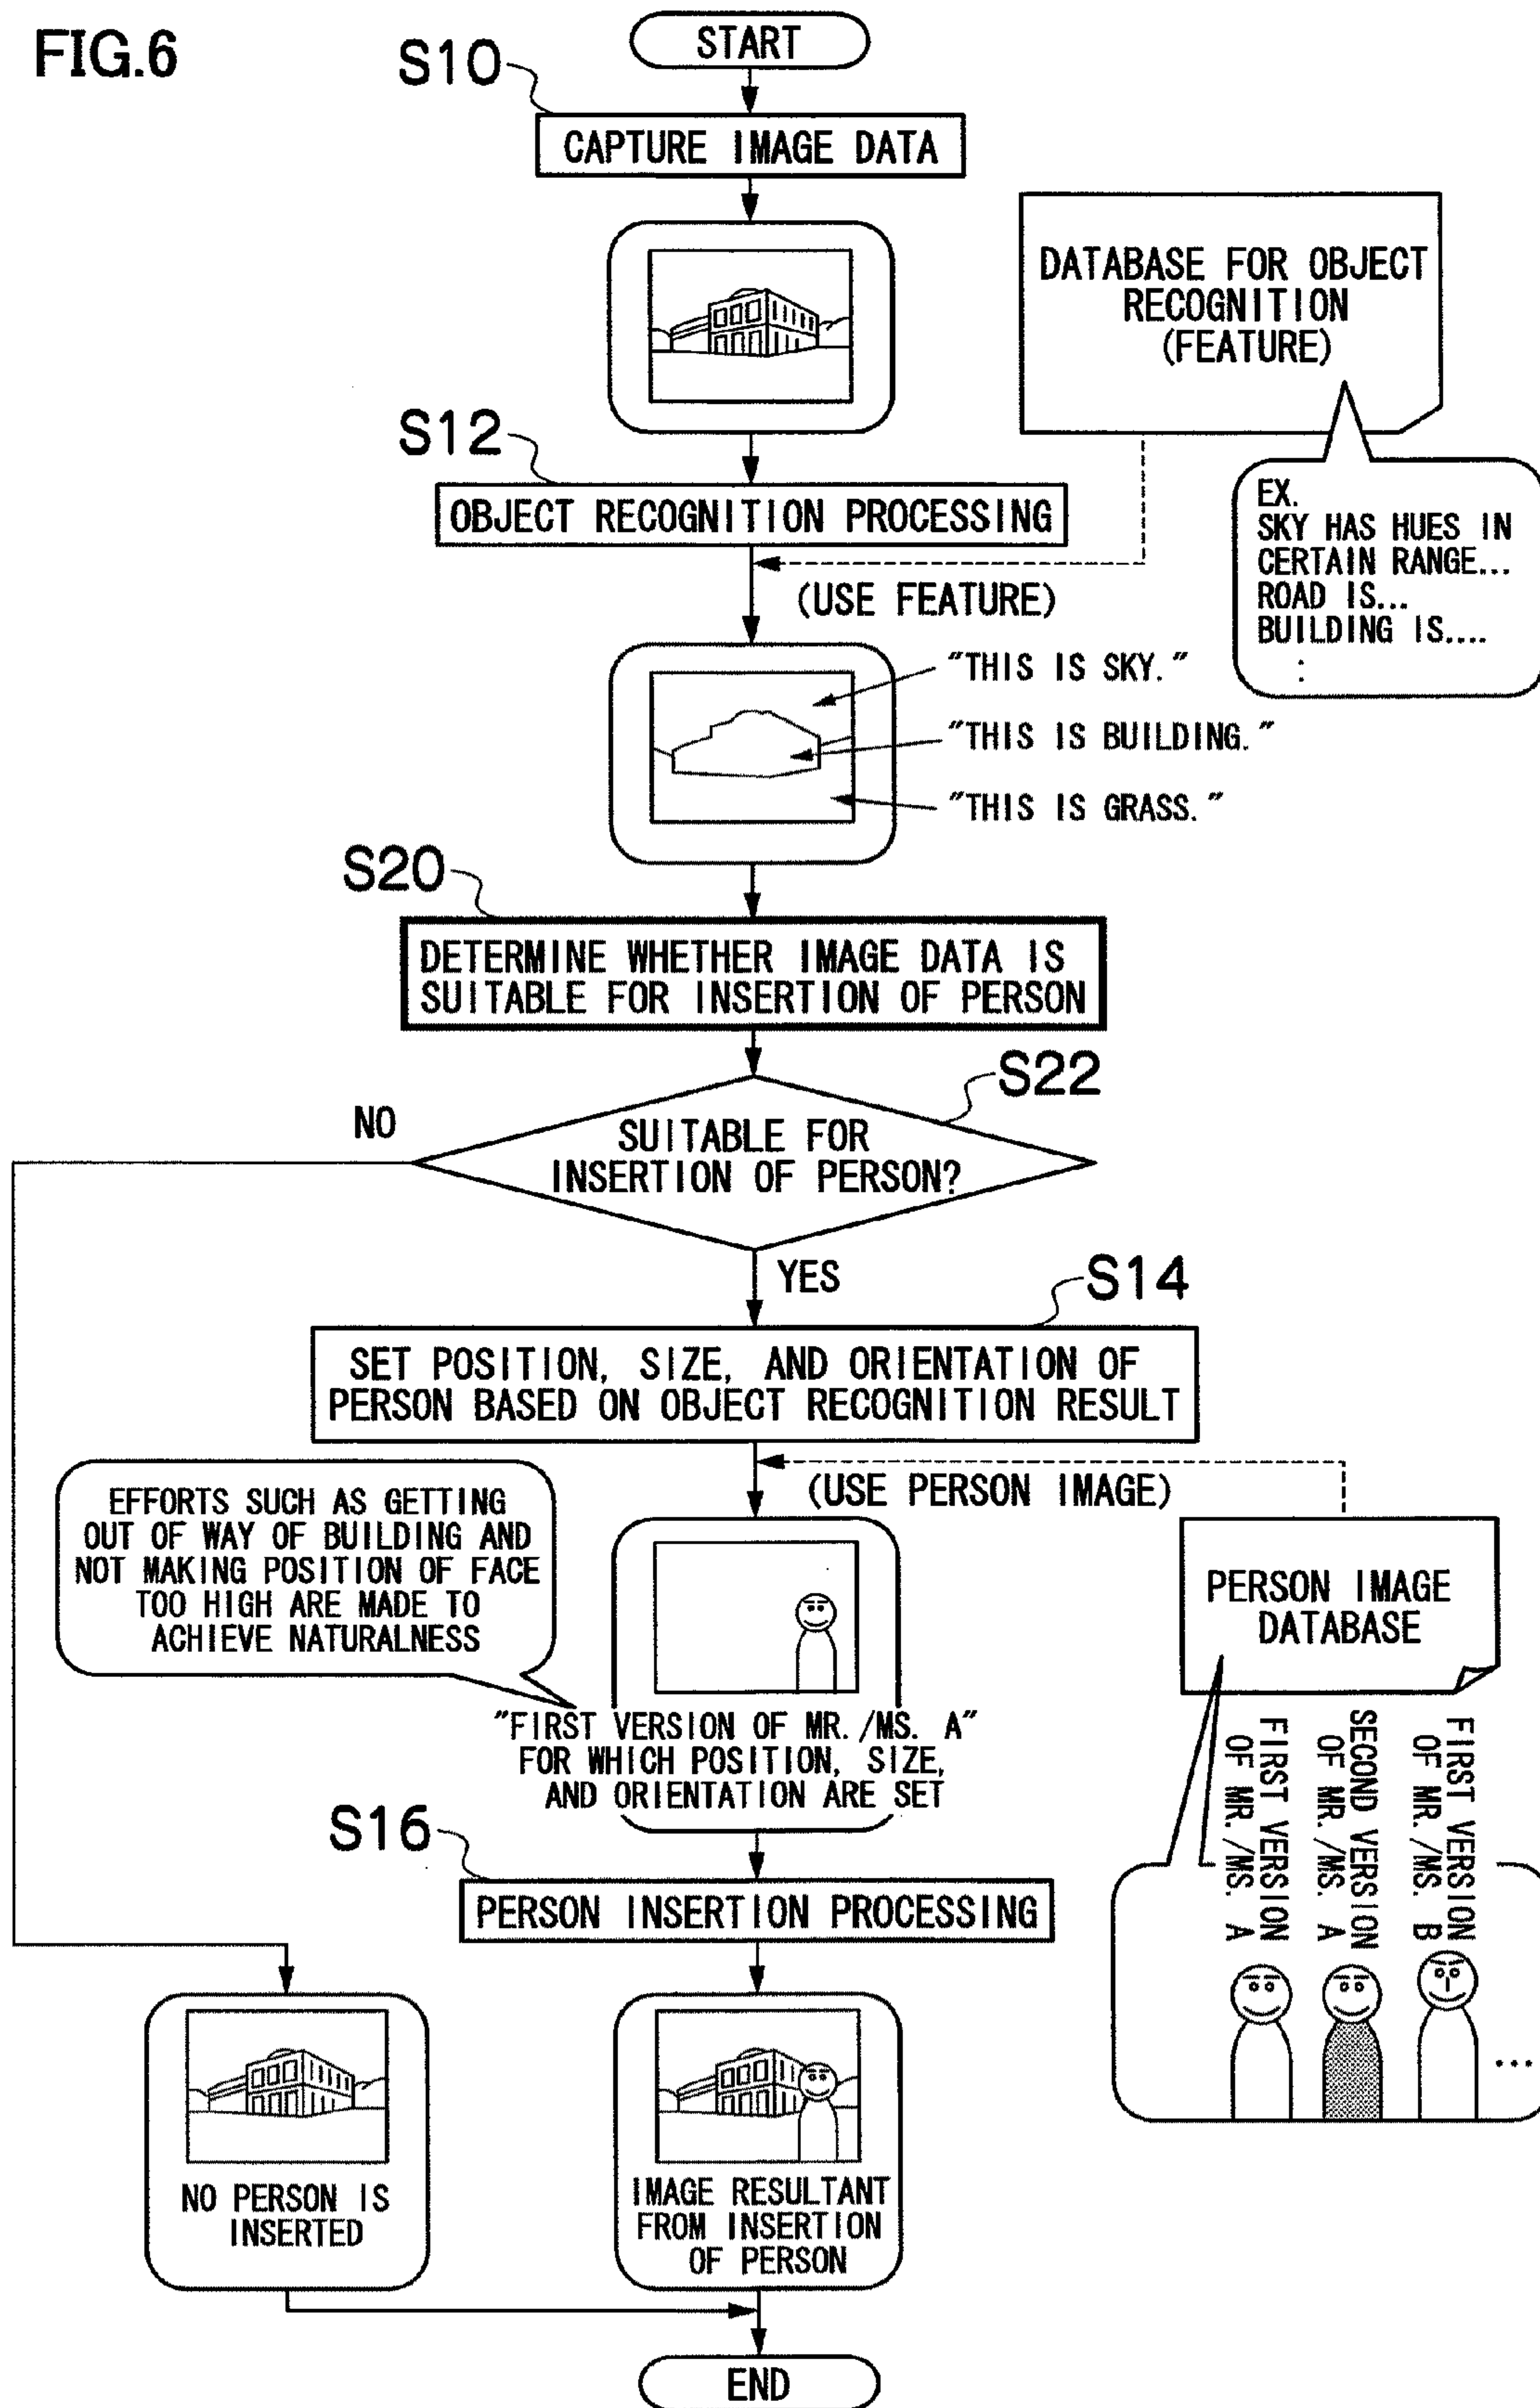 FIG.6
START
S10
CAPTURE IMAGE DATA
DATABASE FOR OBJECT
RECOGNITION
(FEATURE)
S12
OBJECT RECOGNITION PROCESSING
EX.
SKY HAS HUES IN
CERTAIN RANGE...
ROAD IS...
BUILDING IS....
:
(USE FEATURE)
"THIS IS SKY."
"THIS IS BUILDING."
"THIS IS GRASS."
S20
DETERMINE WHETHER IMAGE DATA IS
SUITABLE FOR INSERTION OF PERSON
S22
NO
SUITABLE FOR
INSERTION OF PERSON?
YES
S14
SET POSITION, SIZE, AND ORIENTATION OF
PERSON BASED ON OBJECT RECOGNITION RESULT
(USE PERSON IMAGE)
EFFORTS SUCH AS GETTING
OUT OF WAY OF BUILDING AND
NOT MAKING POSITION OF FACE
TOO HIGH ARE MADE TO
ACHIEVE NATURALNESS
PERSON IMAGE
DATABASE
"FIRST VERSION OF MR./MS. A"
FOR WHICH POSITION, SIZE,
AND ORIENTATION ARE SET
FIRST VERSION
OF MR./MS. A
SECOND VERSION
OF MR./MS. A
FIRST VERSION
OF MR./MS. B
...
S16
PERSON INSERTION PROCESSING
NO PERSON IS
INSERTED
IMAGE RESULTANT
FROM INSERTION
OF PERSON
END